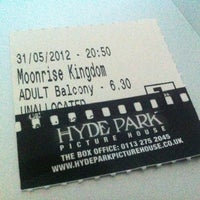 31/05/2012 - 20:50
Moonrise Kingdom
ADULT Balcony - 6.30
UNALLOCATED
HYDE PARK
PICTURE HOUSE
THE BOX OFFICE: 0113 275 2045
WWW.HYDEPARKPICTUREHOUSE.CO.UK